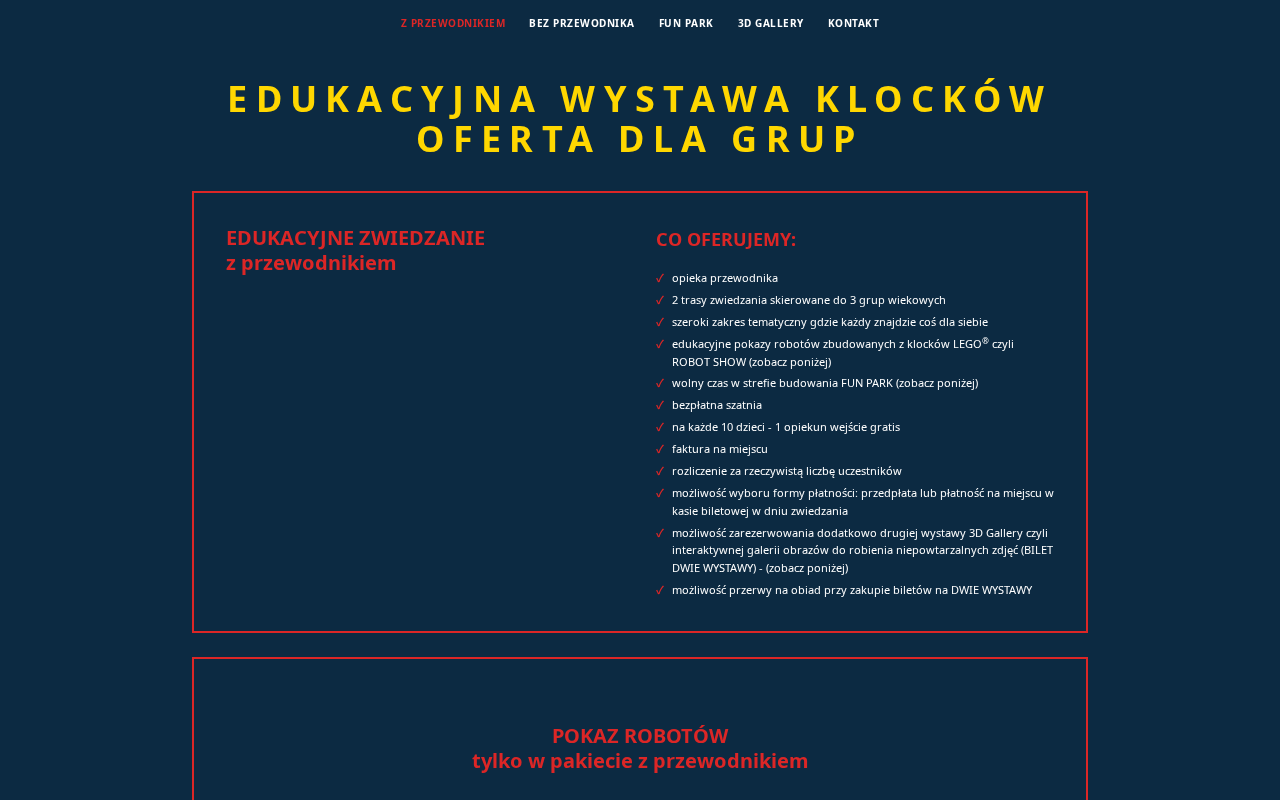 Z PRZEWODNIKIEM BEZ PRZEWODNIKA FUN PARK 3D GALLERY KONTAKT
EDUKACYJNA WYSTAWA KLOCKÓW
OFERTA DLA GRUP
EDUKACYJNE ZWIEDZANIE
z przewodnikiem
CO OFERUJEMY:
✓ opieka przewodnika
✓ 2 trasy zwiedzania skierowane do 3 grup wiekowych
✓ szeroki zakres tematyczny gdzie każdy znajdzie coś dla siebie
✓ edukacyjne pokazy robotów zbudowanych z klocków LEGO® czyli
ROBOT SHOW (zobacz poniżej)
✓ wolny czas w strefie budowania FUN PARK (zobacz poniżej)
✓ bezpłatna szatnia
✓ na każde 10 dzieci - 1 opiekun wejście gratis
✓ faktura na miejscu
✓ rozliczenie za rzeczywistą liczbę uczestników
✓ możliwość wyboru formy płatności: przedpłata lub płatność na miejscu w
kasie biletowej w dniu zwiedzania
✓ możliwość zarezerwowania dodatkowo drugiej wystawy 3D Gallery czyli
interaktywnej galerii obrazów do robienia niepowtarzalnych zdjęć (BILET
DWIE WYSTAWY) - (zobacz poniżej)
✓ możliwość przerwy na obiad przy zakupie biletów na DWIE WYSTAWY
POKAZ ROBOTÓW
tylko w pakiecie z przewodnikiem